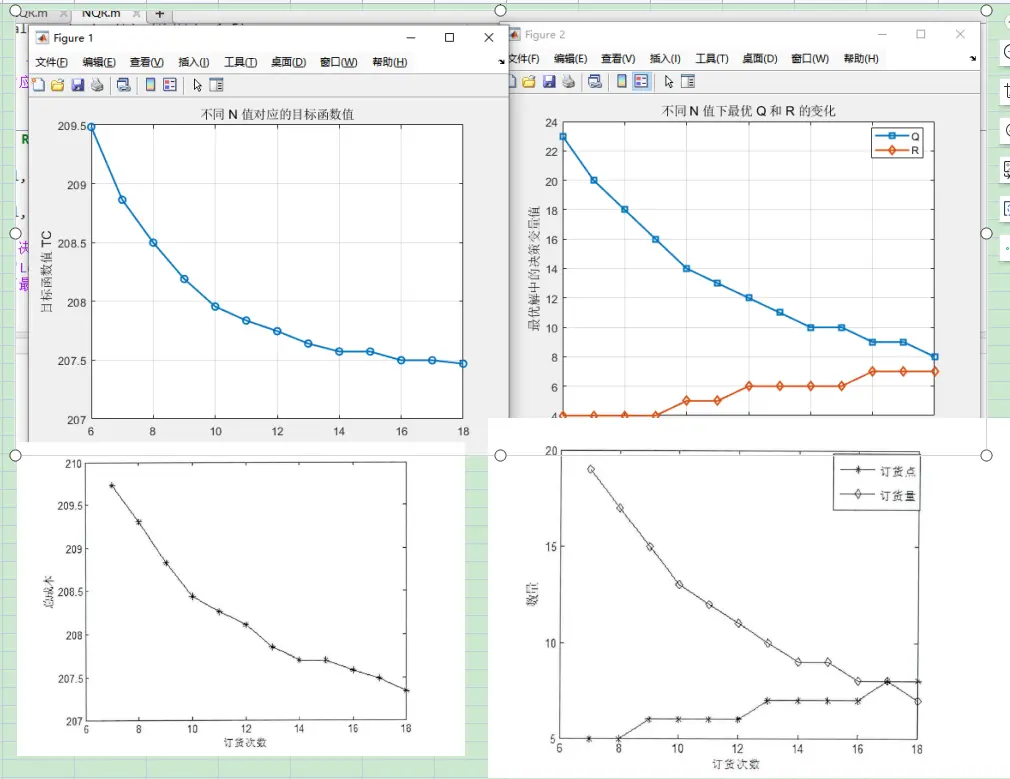 NQR.m
Figure 1
文件(F) 编辑(E) 查看(V) 插入(I) 工具(T) 桌面(D) 窗口(W) 帮助(H)
不同 N 值对应的目标函数值
209.5
209
208.5
208
207.5
207
目标函数值 TC
6 8 10 12 14 16 18
Figure 2
文件(F) 编辑(E) 查看(V) 插入(I) 工具(T) 桌面(D) 窗口(W) 帮助(H)
不同 N 值下最优 Q 和 R 的变化
24
22
20
18
16
14
12
10
8
6
4
最优解中的决策变量值
Q
R
210
209.5
209
208.5
208
207.5
207
总成本
6 8 10 12 14 16 18
订货次数
20
15
10
5
数量
订货点
订货量
6 8 10 12 14 16 18
订货次数